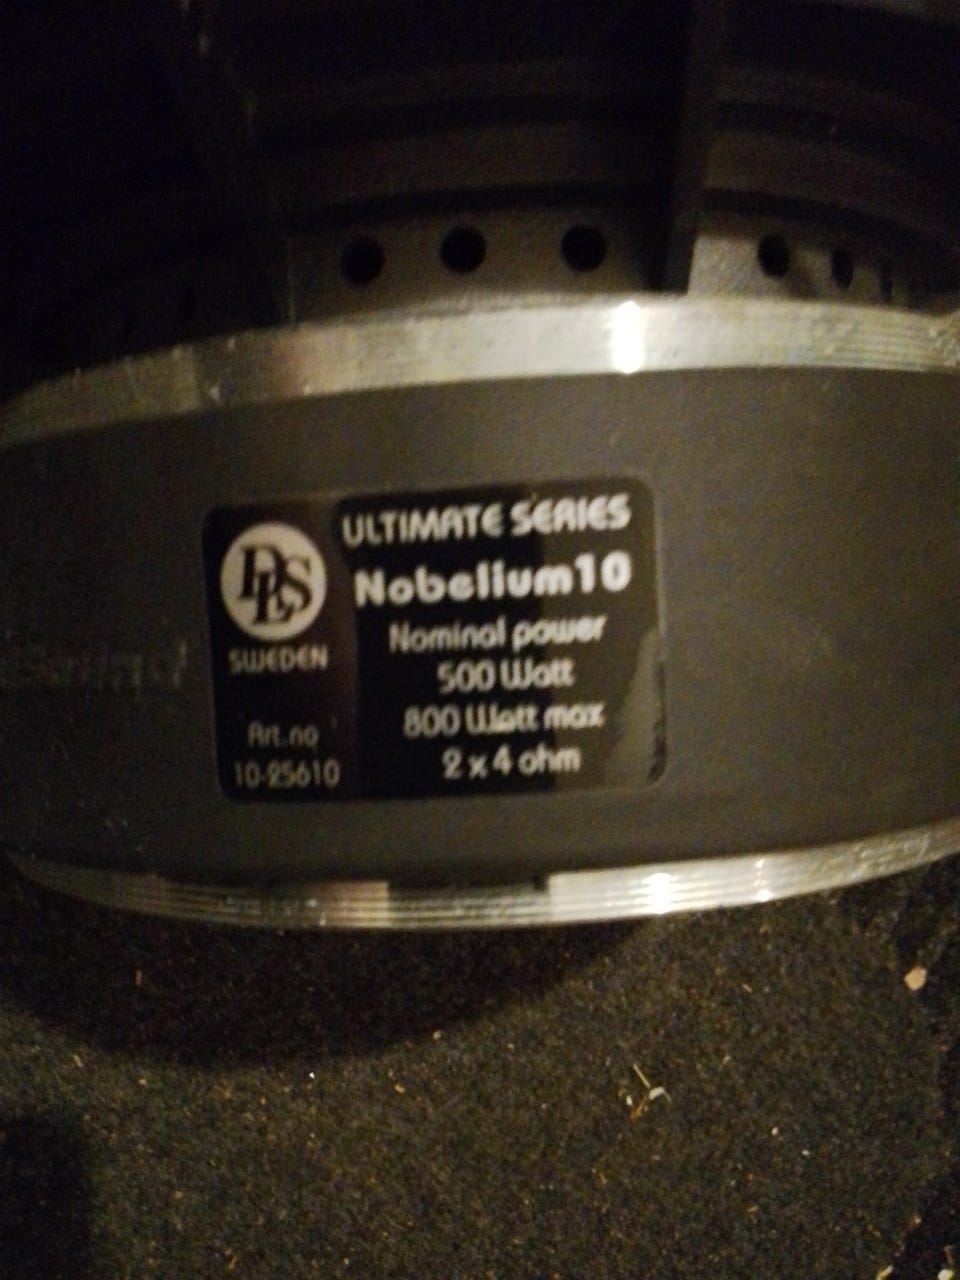 DLS
SWEDEN
Art.no
10-25610
ULTIMATE SERIES
Nobelium10
Nominal power
500 Watt
800 Watt max
2 x 4 ohm